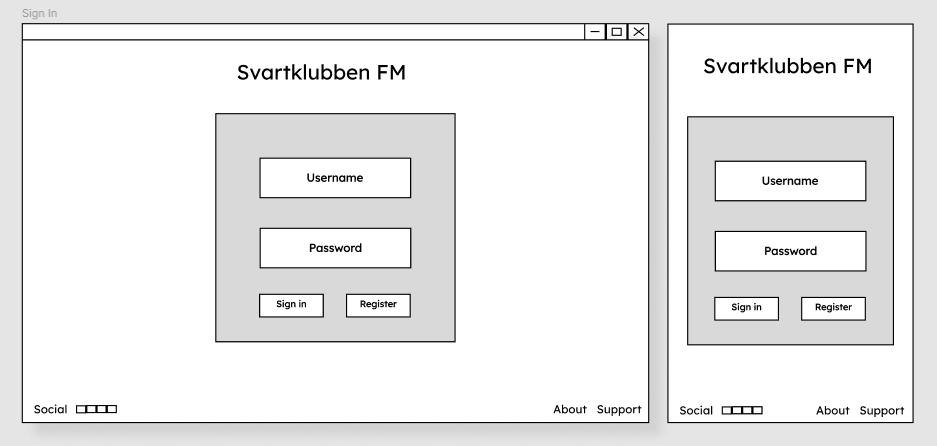 Sign In
Svartklubben FM
Username
Password
Sign in Register
Social About Support
Svartklubben FM
Username
Password
Sign in Register
Social About Support